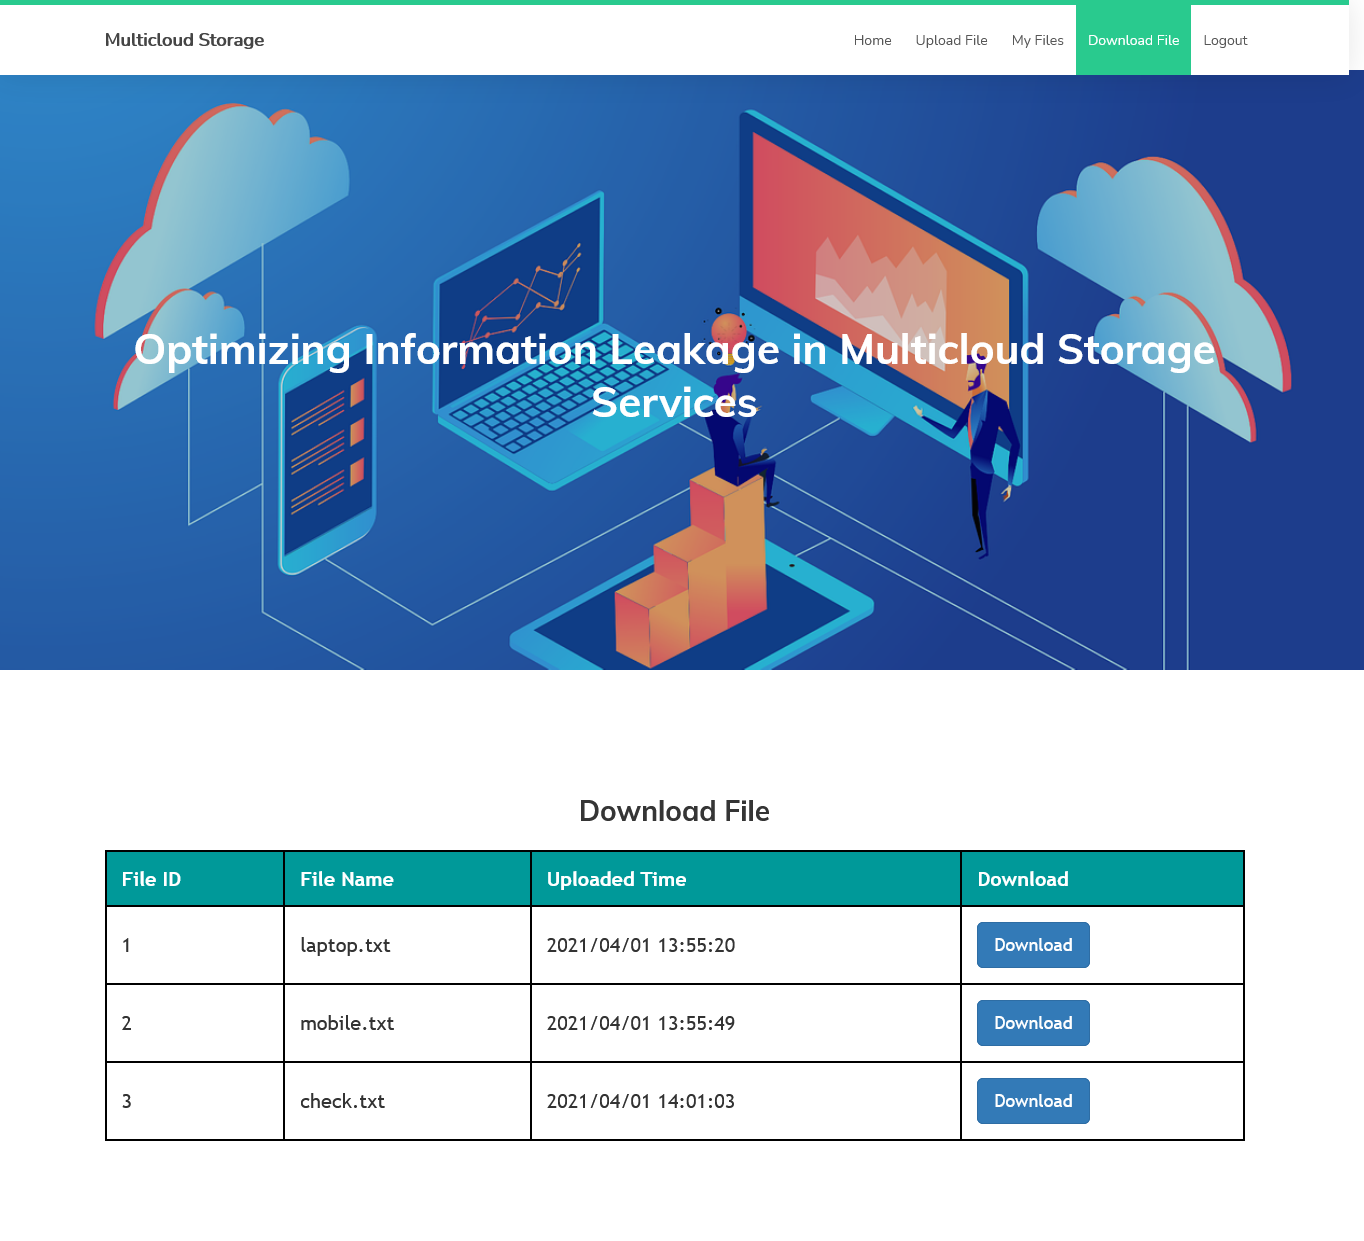 Multicloud Storage
Home Upload File My Files Download File Logout
Optimizing Information Leakage in Multicloud Storage
Services
Download File
File ID File Name Uploaded Time Download
1 laptop.txt 2021/04/01 13:55:20 Download
2 mobile.txt 2021/04/01 13:55:49 Download
3 check.txt 2021/04/01 14:01:03 Download